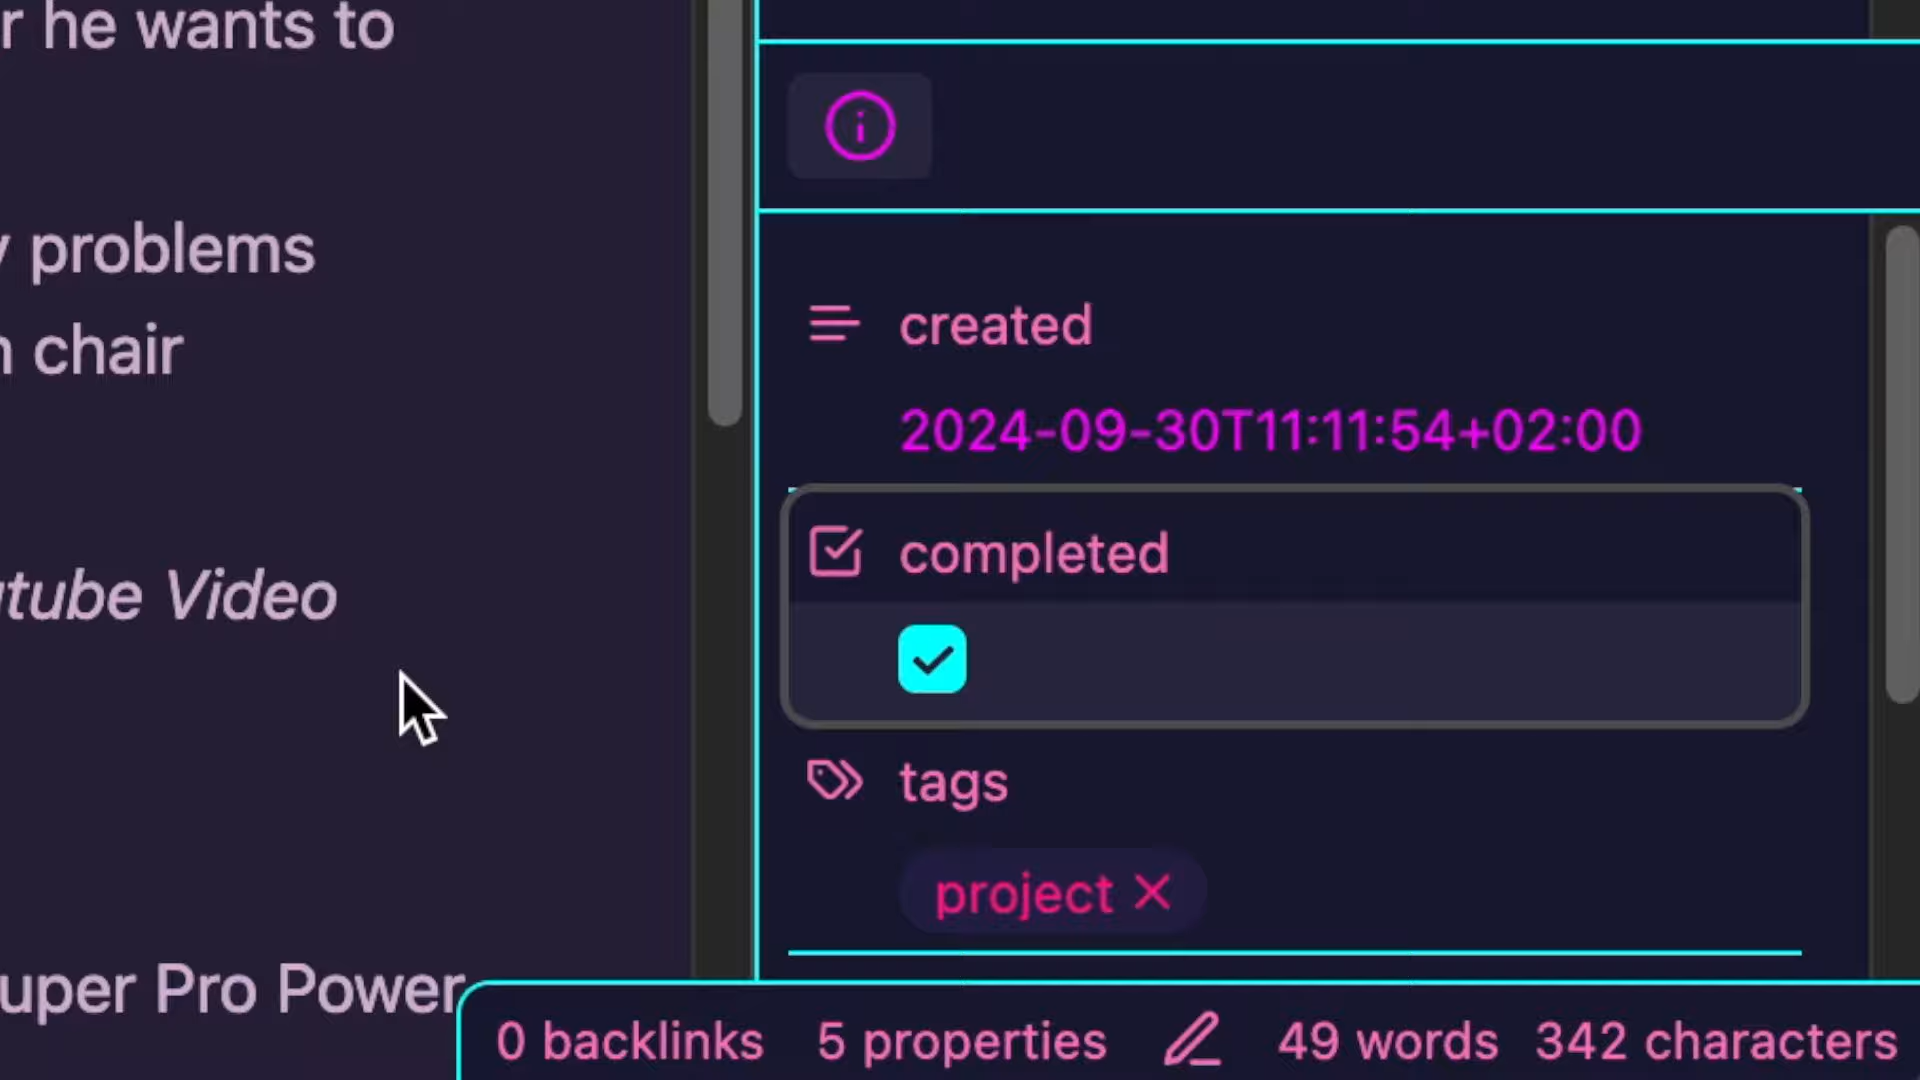 r he wants to
y problems
n chair
utube Video
uper Pro Power
created
2024-09-30T11:11:54+02:00
completed
tags
project
0 backlinks 5 properties 49 words 342 characters